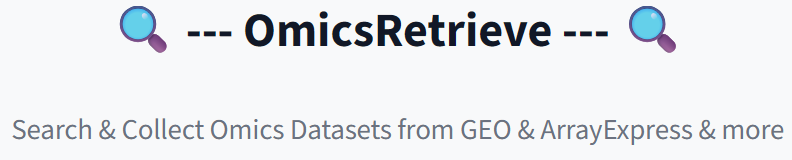 --- OmicsRetrieve ---
Search & Collect Omics Datasets from GEO & ArrayExpress & more